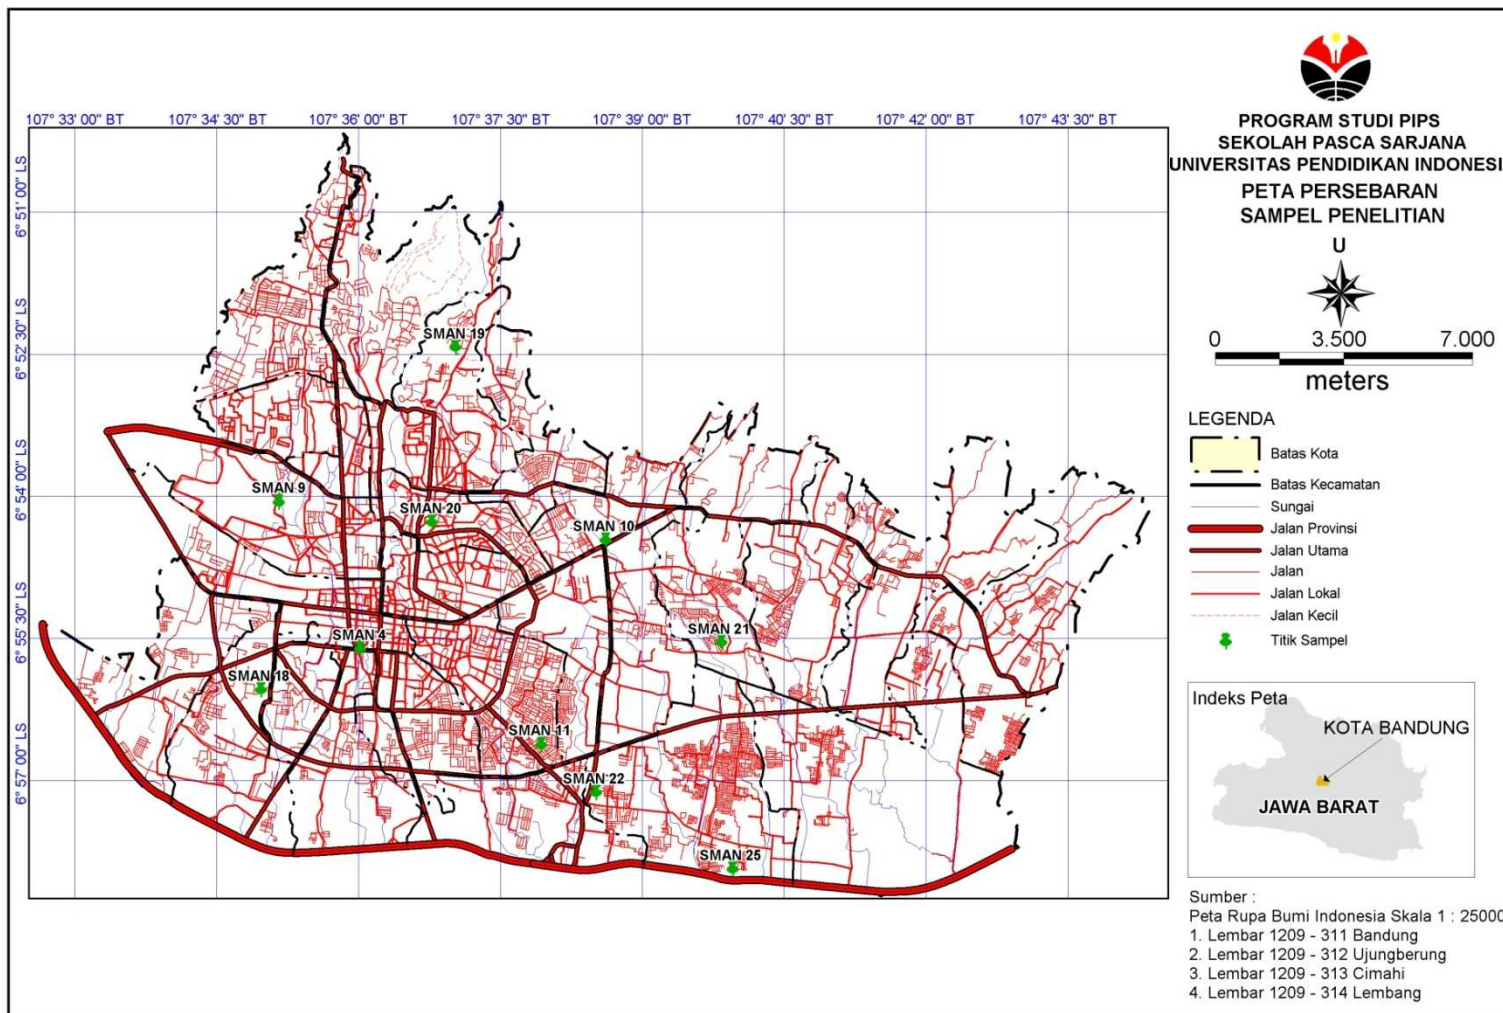 PROGRAM STUDI PIPS
SEKOLAH PASCA SARJANA
UNIVERSITAS PENDIDIKAN INDONESI
PETA PERSEBARAN
SAMPEL PENELITIAN
U
0 3.500 7.000
meters
LEGENDA
Batas Kota
Batas Kecamatan
Sungai
Jalan Provinsi
Jalan Utama
Jalan
Jalan Lokal
Jalan Kecil
Titik Sampel
Indeks Peta
KOTA BANDUNG
JAWA BARAT
Sumber :
Peta Rupa Bumi Indonesia Skala 1 : 25000
1. Lembar 1209 - 311 Bandung
2. Lembar 1209 - 312 Ujungberung
3. Lembar 1209 - 313 Cimahi
4. Lembar 1209 - 314 Lembang
107° 33' 00" BT 107° 34' 30" BT 107° 36' 00" BT 107° 37' 30" BT 107° 39' 00" BT 107° 40' 30" BT 107° 42' 00" BT 107° 43' 30" BT
6° 51' 00" LS
6° 52' 30" LS
6° 54' 00" LS
6° 55' 30" LS
6° 57' 00" LS
SMAN 19
SMAN 9
SMAN 20
SMAN 10
SMAN 4
SMAN 21
SMAN 18
SMAN 11
SMAN 22
SMAN 25